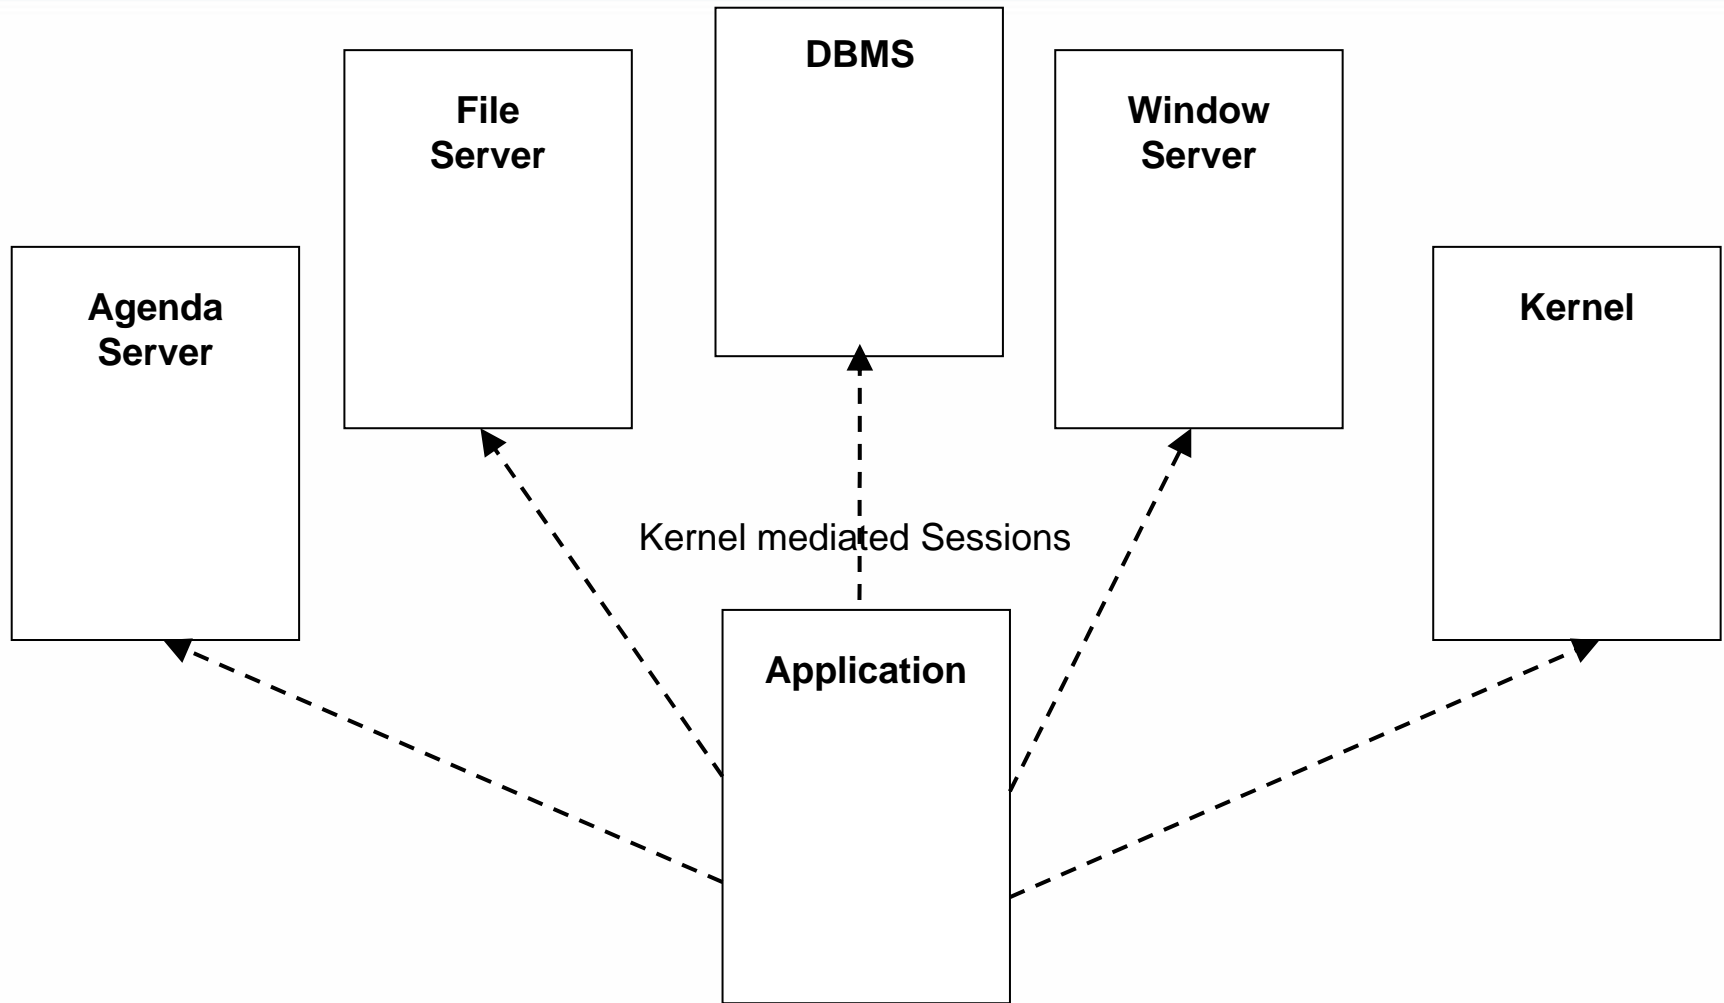 DBMS
File
Server
Window
Server
Agenda
Server
Kernel
Kernel mediated Sessions
Application